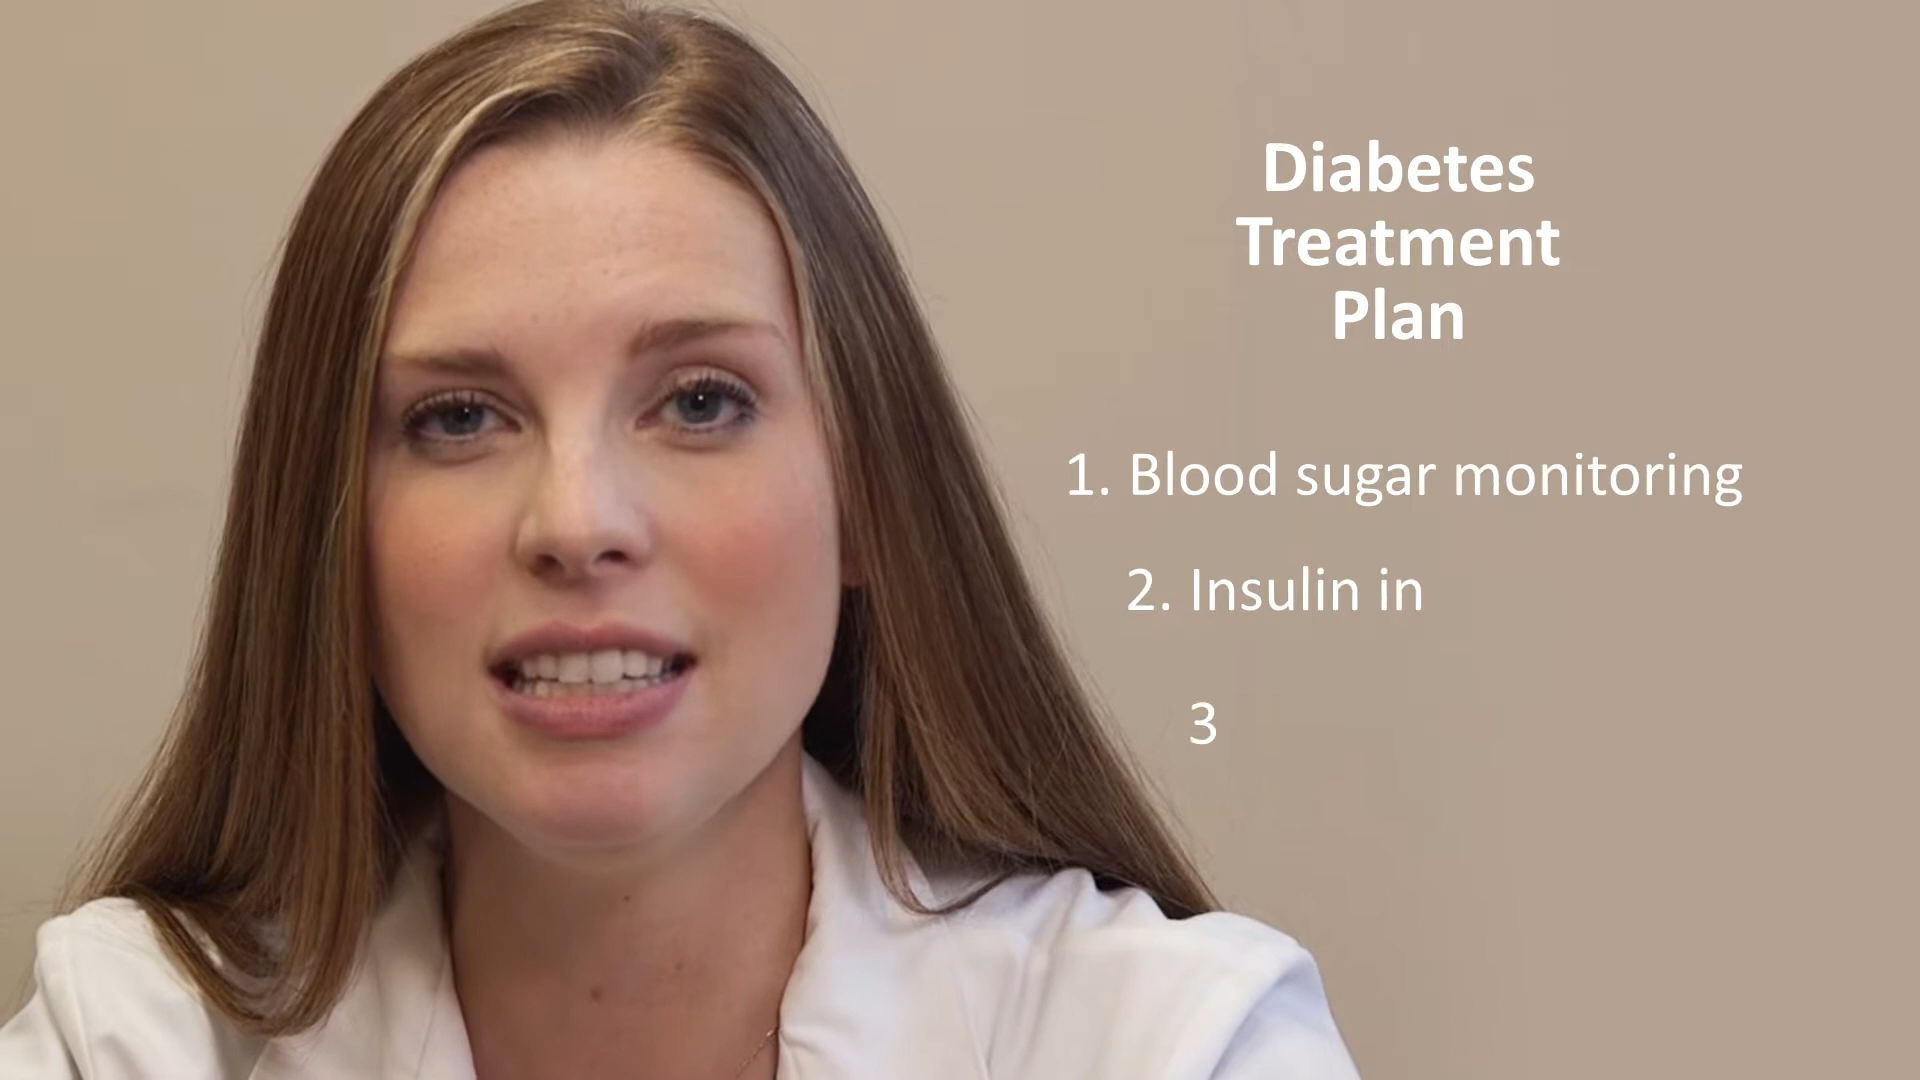 Diabetes
Treatment
Plan
1. Blood sugar monitoring
2. Insulin in
3